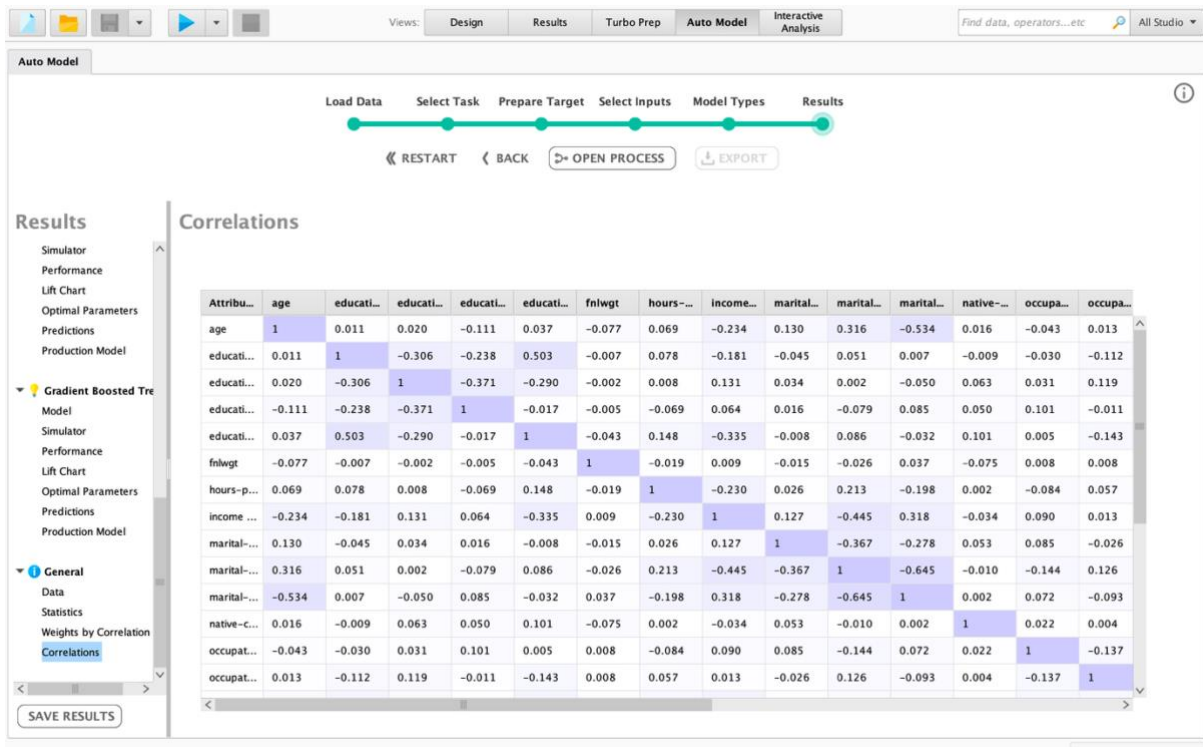 Views: Design Results Turbo Prep Auto Model Interactive Analysis Find data, operators...etc All Studio
Auto Model
Load Data Select Task Prepare Target Select Inputs Model Types Results
RESTART BACK OPEN PROCESS EXPORT
Results
Simulator
Performance
Lift Chart
Optimal Parameters
Predictions
Production Model
Gradient Boosted Tre
Model
Simulator
Performance
Lift Chart
Optimal Parameters
Predictions
Production Model
General
Data
Statistics
Weights by Correlation
Correlations
SAVE RESULTS
Correlations
Attribu... age educati... educati... educati... educati... fnlwgt hours-... income... marital... marital... marital... native-... occupa... occupa...
age 1 0.011 0.020 -0.111 0.037 -0.077 0.069 -0.234 0.130 0.316 -0.534 0.016 -0.043 0.013
educati... 0.011 1 -0.306 -0.238 0.503 -0.007 0.078 -0.181 -0.045 0.051 0.007 -0.009 -0.030 -0.112
educati... 0.020 -0.306 1 -0.371 -0.290 -0.002 0.008 0.131 0.034 0.002 -0.050 0.063 0.031 0.119
educati... -0.111 -0.238 -0.371 1 -0.017 -0.005 -0.069 0.064 0.016 -0.079 0.085 0.050 0.101 -0.011
educati... 0.037 0.503 -0.290 -0.017 1 -0.043 0.148 -0.335 -0.008 0.086 -0.032 0.101 0.005 -0.143
fnlwgt -0.077 -0.007 -0.002 -0.005 -0.043 1 -0.019 0.009 -0.015 -0.026 0.037 -0.075 0.008 0.008
hours-p... 0.069 0.078 0.008 -0.069 0.148 -0.019 1 -0.230 0.026 0.213 -0.198 0.002 -0.084 0.057
income ... -0.234 -0.181 0.131 0.064 -0.335 0.009 -0.230 1 0.127 -0.445 0.318 -0.034 0.090 0.013
marital-... 0.130 -0.045 0.034 0.016 -0.008 -0.015 0.026 0.127 1 -0.367 -0.278 0.053 0.085 -0.026
marital-... 0.316 0.051 0.002 -0.079 0.086 -0.026 0.213 -0.445 -0.367 1 -0.645 -0.010 -0.144 0.126
marital-... -0.534 0.007 -0.050 0.085 -0.032 0.037 -0.198 0.318 -0.278 -0.645 1 0.002 0.072 -0.093
native-c... 0.016 -0.009 0.063 0.050 0.101 -0.075 0.002 -0.034 0.053 -0.010 0.002 1 0.022 0.004
occupat... -0.043 -0.030 0.031 0.101 0.005 0.008 -0.084 0.090 0.085 -0.144 0.072 0.022 1 -0.137
occupat... 0.013 -0.112 0.119 -0.011 -0.143 0.008 0.057 0.013 -0.026 0.126 -0.093 0.004 -0.137 1